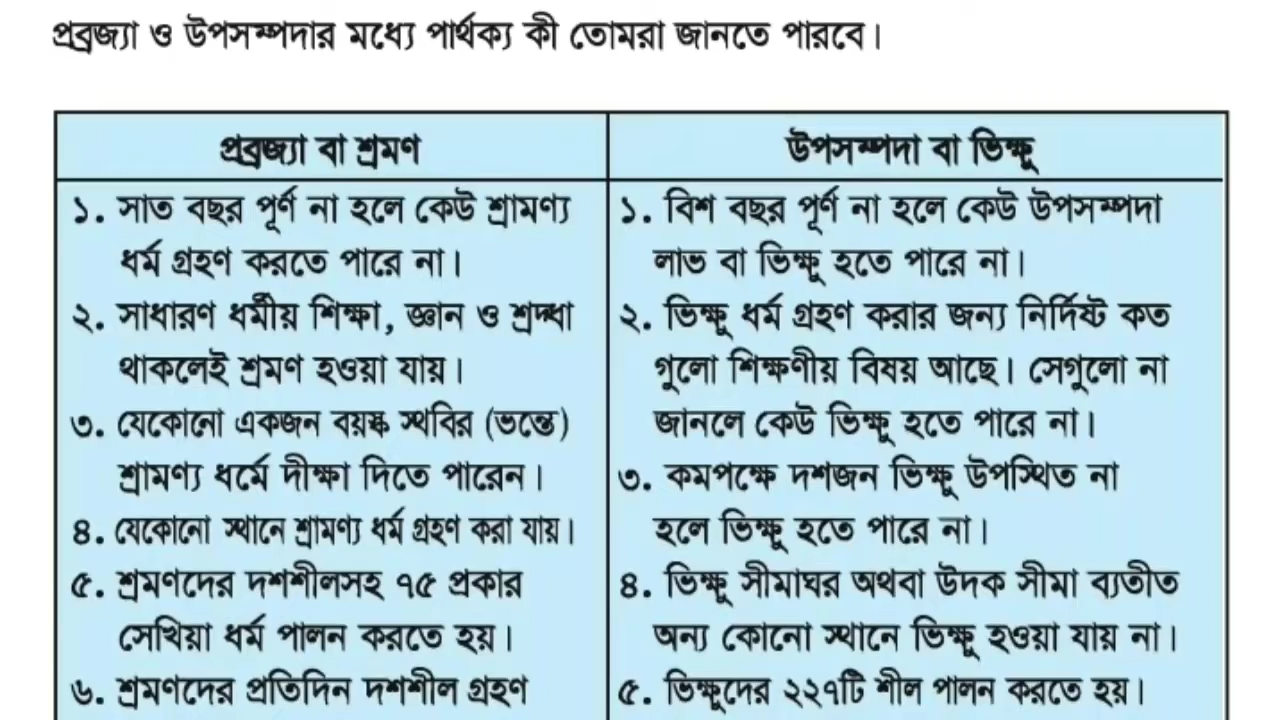 প্রব্রজ্যা ও উপসম্পদার মধ্যে পার্থক্য কী তোমরা জানতে পারবে।
প্রব্রজ্যা বা শ্রমণ
১. সাত বছর পূর্ণ না হলে কেউ শ্রামণ্য
ধর্ম গ্রহণ করতে পারে না।
২. সাধারণ ধর্মীয় শিক্ষা, জ্ঞান ও শ্রদ্ধা
থাকলেই শ্রমণ হওয়া যায়।
৩. যেকোনো একজন বয়স্ক স্থবির (ভন্তে)
শ্রামণ্য ধর্মে দীক্ষা দিতে পারেন।
৪. যেকোনো স্থানে শ্রামণ্য ধর্ম গ্রহণ করা যায়।
৫. শ্রমণদের দশশীলসহ ৭৫ প্রকার
সেখিয়া ধর্ম পালন করতে হয়।
৬. শ্রমণদের প্রতিদিন দশশীল গ্রহণ
উপসম্পদা বা ভিক্ষু
১. বিশ বছর পূর্ণ না হলে কেউ উপসম্পদা
লাভ বা ভিক্ষু হতে পারে না।
২. ভিক্ষু ধর্ম গ্রহণ করার জন্য নির্দিষ্ট কত
গুলো শিক্ষণীয় বিষয় আছে। সেগুলো না
জানলে কেউ ভিক্ষু হতে পারে না।
৩. কমপক্ষে দশজন ভিক্ষু উপস্থিত না
হলে ভিক্ষু হতে পারে না।
৪. ভিক্ষু সীমাঘর অথবা উদক সীমা ব্যতীত
অন্য কোনো স্থানে ভিক্ষু হওয়া যায় না।
৫. ভিক্ষুদের ২২৭টি শীল পালন করতে হয়।